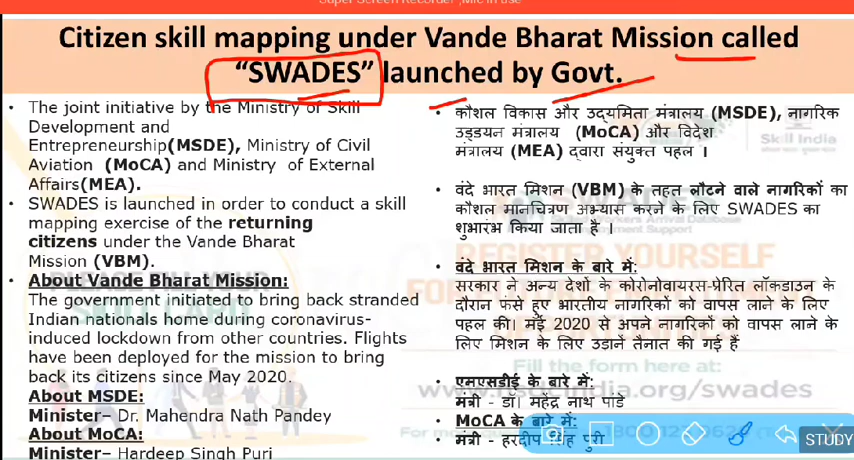 Super Screen Recorder ,Mic in use
Citizen skill mapping under Vande Bharat Mission called
“SWADES” launched by Govt.
• The joint initiative by the Ministry of Skill
Development and
Entrepreneurship(MSDE), Ministry of Civil
Aviation (MoCA) and Ministry of External
Affairs(MEA).
• SWADES is launched in order to conduct a skill
mapping exercise of the returning
citizens under the Vande Bharat
Mission (VBM).
• About Vande Bharat Mission:
The government initiated to bring back stranded
Indian nationals home during coronavirus-
induced lockdown from other countries. Flights
have been deployed for the mission to bring
back its citizens since May 2020.
About MSDE:
Minister– Dr. Mahendra Nath Pandey
About MoCA:
Minister– Hardeep Singh Puri
• कौशल विकास और उद्यमिता मंत्रालय (MSDE), नागरिक
उड्डयन मंत्रालय (MoCA) और विदेश
मंत्रालय (MEA) द्वारा संयुक्त पहल ।
• वंदे भारत मिशन (VBM) के तहत लौटने वाले नागरिकों का
कौशल मानचित्रण अभ्यास करने के लिए SWADES का
शुभारंभ किया जाता है ।
• वंदे भारत मिशन के बारे में:
सरकार ने अन्य देशों के कोरोनोवायरस-प्रेरित लॉकडाउन के
दौरान फंसे हुए भारतीय नागरिकों को वापस लाने के लिए
पहल की। मई 2020 से अपने नागरिकों को वापस लाने के
लिए मिशन के लिए उडानें तैनात की गई हैं
• एमएसडीई के बारे में:
मंत्री - डॉ। महेंद्र नाथ पांडे
• MoCA के बारे में:
मंत्री - हरदीप सिंह पुरी
Skill India
SWADES
REGISTER YOURSELF
PLEASE FILL YOUR
SKILL CARD
Fill the form here at:
STUDY